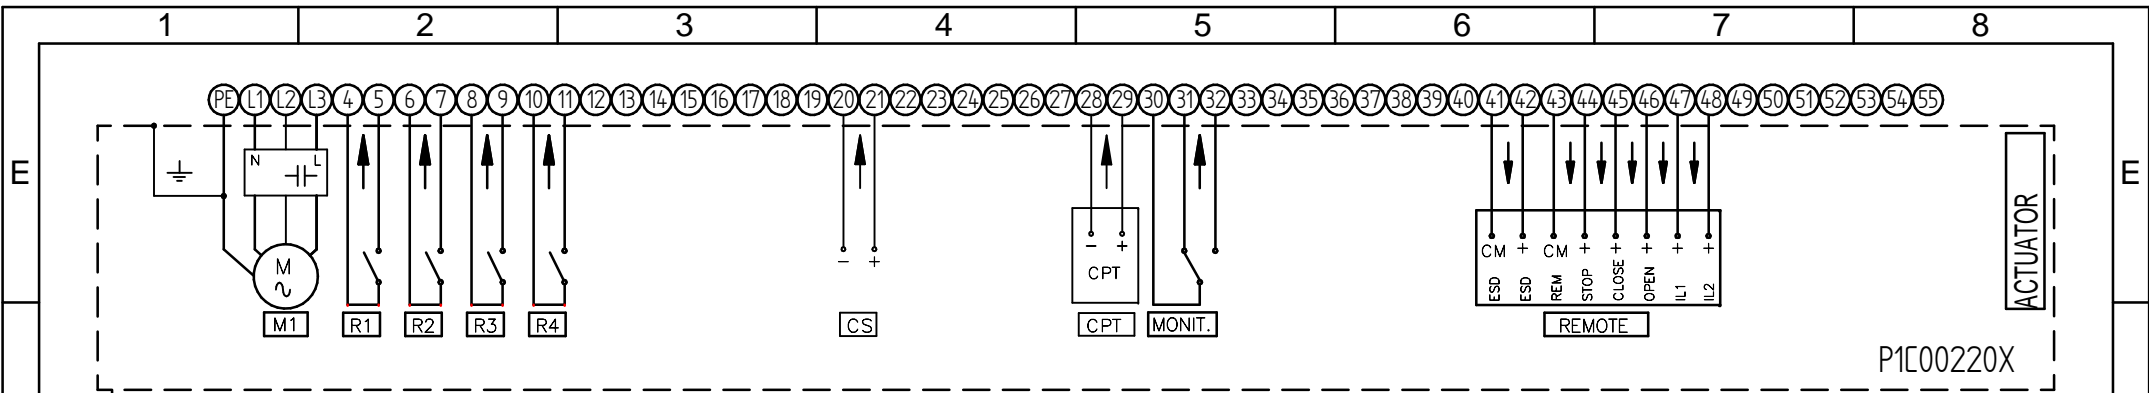 1 2 3 4 5 6 7 8
PE L1 L2 L3 4 5 6 7 8 9 10 11 12 13 14 15 16 17 18 19 20 21 22 23 24 25 26 27 28 29 30 31 32 33 34 35 36 37 38 39 40 41 42 43 44 45 46 47 48 49 50 51 52 53 54 55
E E
N L
M
- +
- +
CPT
CM + CM + + + + +
ESD ESD REM STOP CLOSE OPEN IL1 IL2
ACTUATOR
M1 R1 R2 R3 R4 CS CPT MONIT. REMOTE
P1C00220X